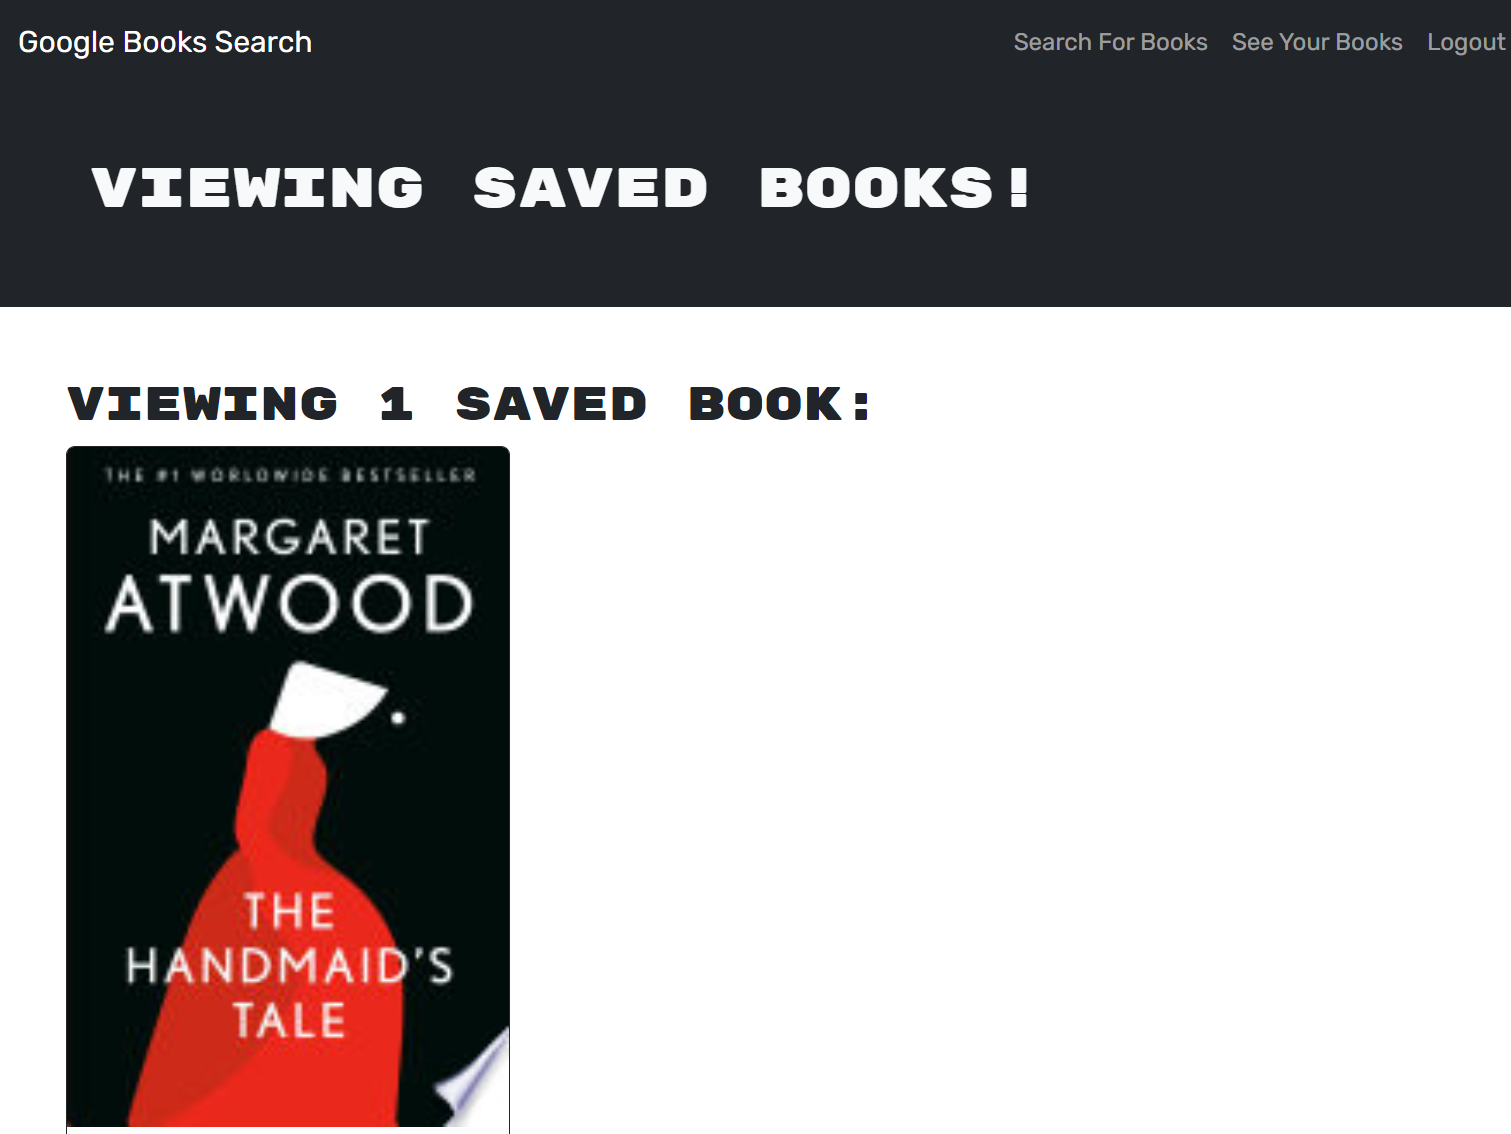 Google Books Search
Search For Books
See Your Books
Logout
VIEWING SAVED BOOKS!
VIEWING 1 SAVED BOOK:
THE #1 WORLDWIDE BESTSELLER
MARGARET
ATWOOD
THE
HANDMAID'S
TALE